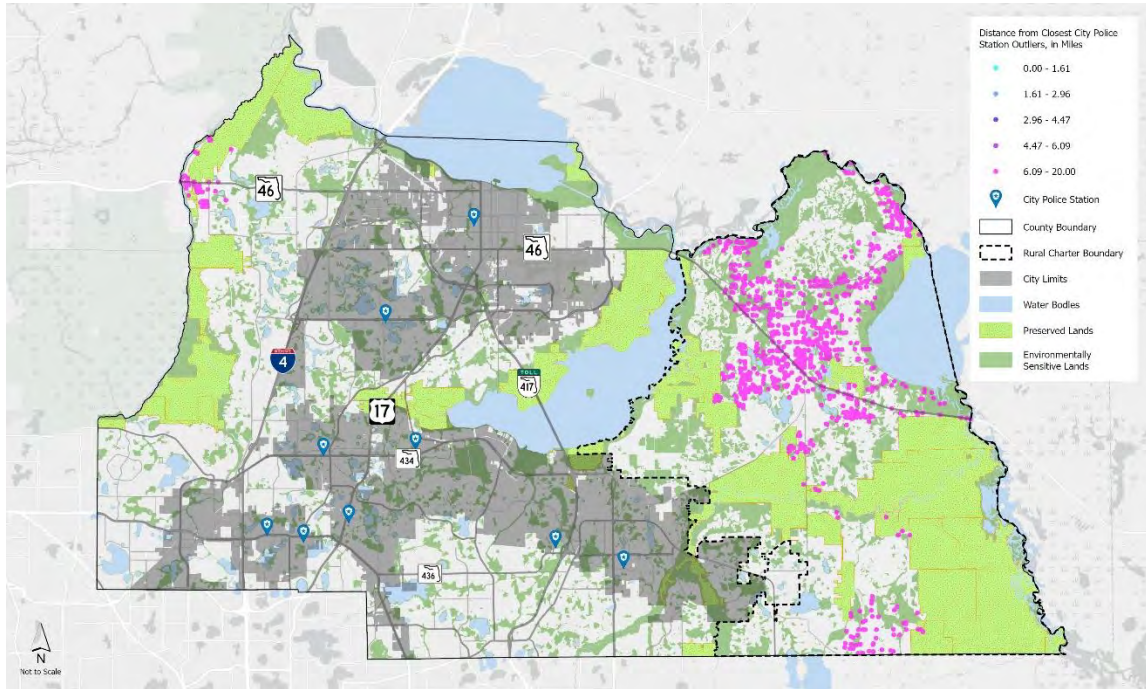 Distance from Closest City Police
Station Outliers, in Miles
0.00 - 1.61
1.61 - 2.96
2.96 - 4.47
4.47 - 6.09
6.09 - 20.00
City Police Station
County Boundary
Rural Charter Boundary
City Limits
Water Bodies
Preserved Lands
Environmentally
Sensitive Lands
46
46
4
TOLL
417
17
434
436
N
Not to Scale